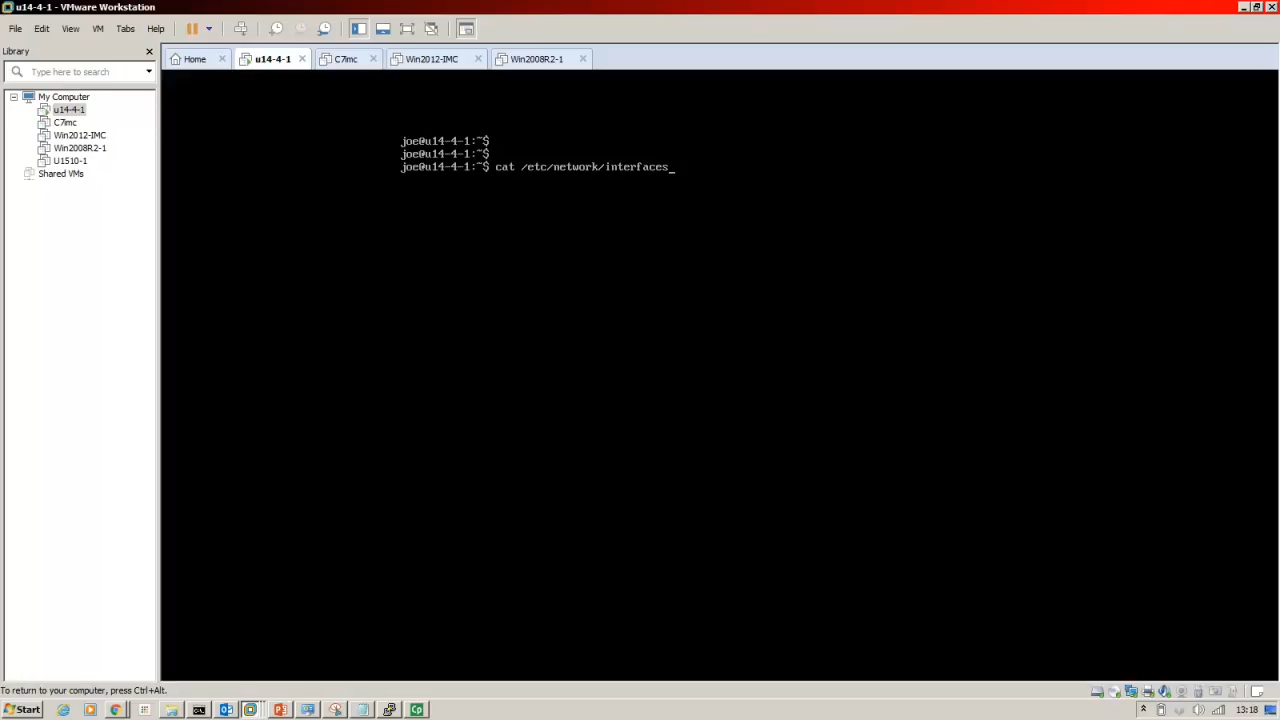 u14-4-1 - VMware Workstation
File Edit View VM Tabs Help
Library
Type here to search
Home u14-4-1 C7imc Win2012-IMC Win2008R2-1
My Computer
u14-4-1
C7imc
Win2012-IMC
Win2008R2-1
U1510-1
Shared VMs
joe@u14-4-1:~$
joe@u14-4-1:~$
joe@u14-4-1:~$ cat /etc/network/interfaces_
To return to your computer, press Ctrl+Alt.
Start 13:18